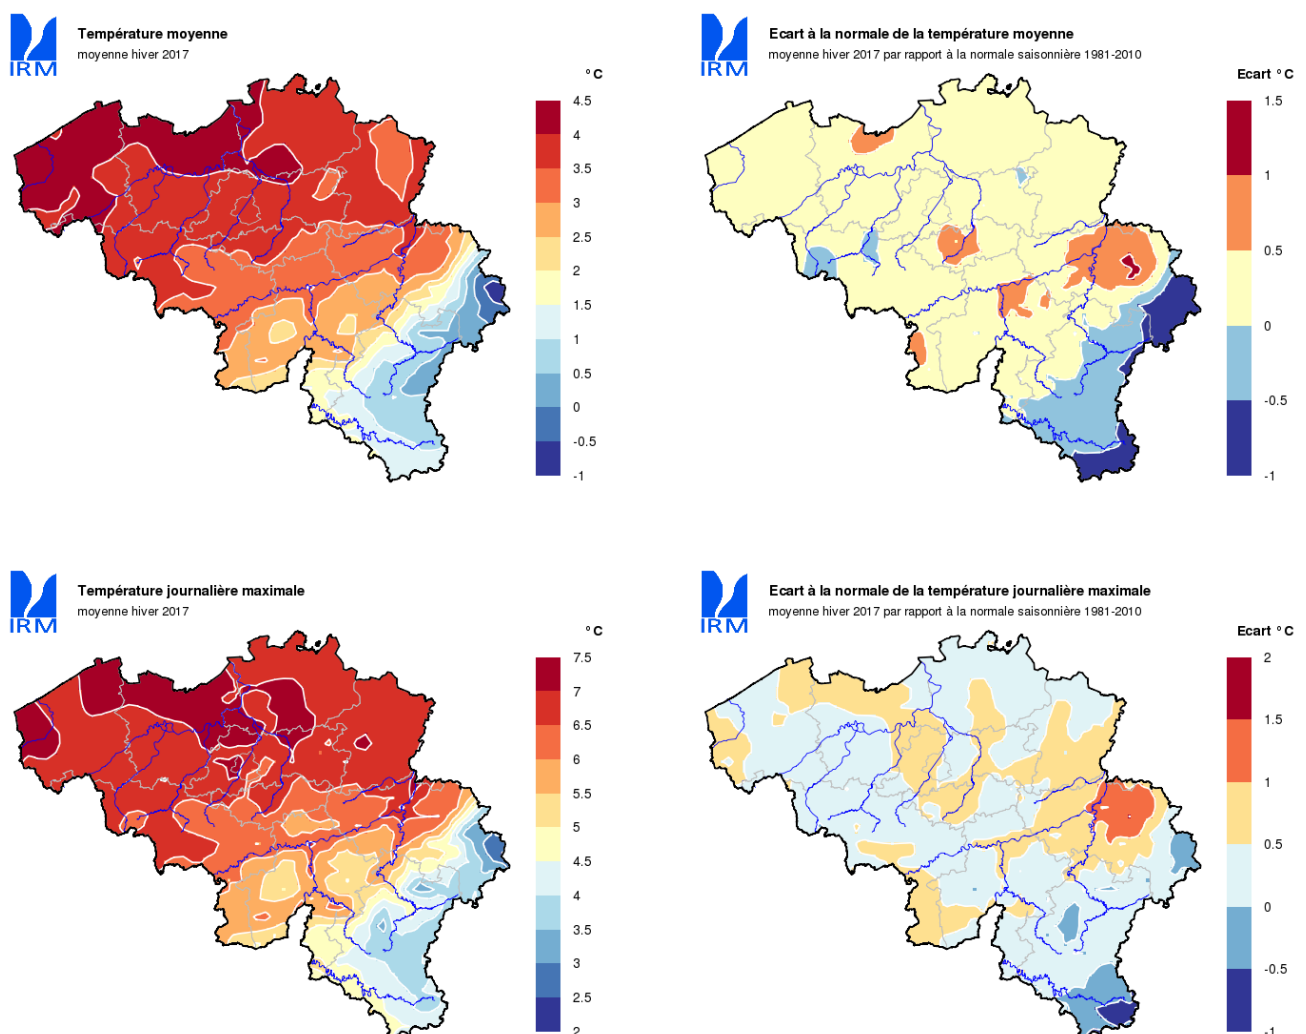 IRM
Température moyenne
moyenne hiver 2017
° C
4.5
4
3.5
3
2.5
2
1.5
1
0.5
0
-0.5
-1
IRM
Ecart à la normale de la température moyenne
moyenne hiver 2017 par rapport à la normale saisonnière 1981-2010
Ecart ° C
1.5
1
0.5
0
-0.5
-1
IRM
Température journalière maximale
moyenne hiver 2017
° C
7.5
7
6.5
6
5.5
5
4.5
4
3.5
3
2.5
2
IRM
Ecart à la normale de la température journalière maximale
moyenne hiver 2017 par rapport à la normale saisonnière 1981-2010
Ecart ° C
2
1.5
1
0.5
0
-0.5
-1